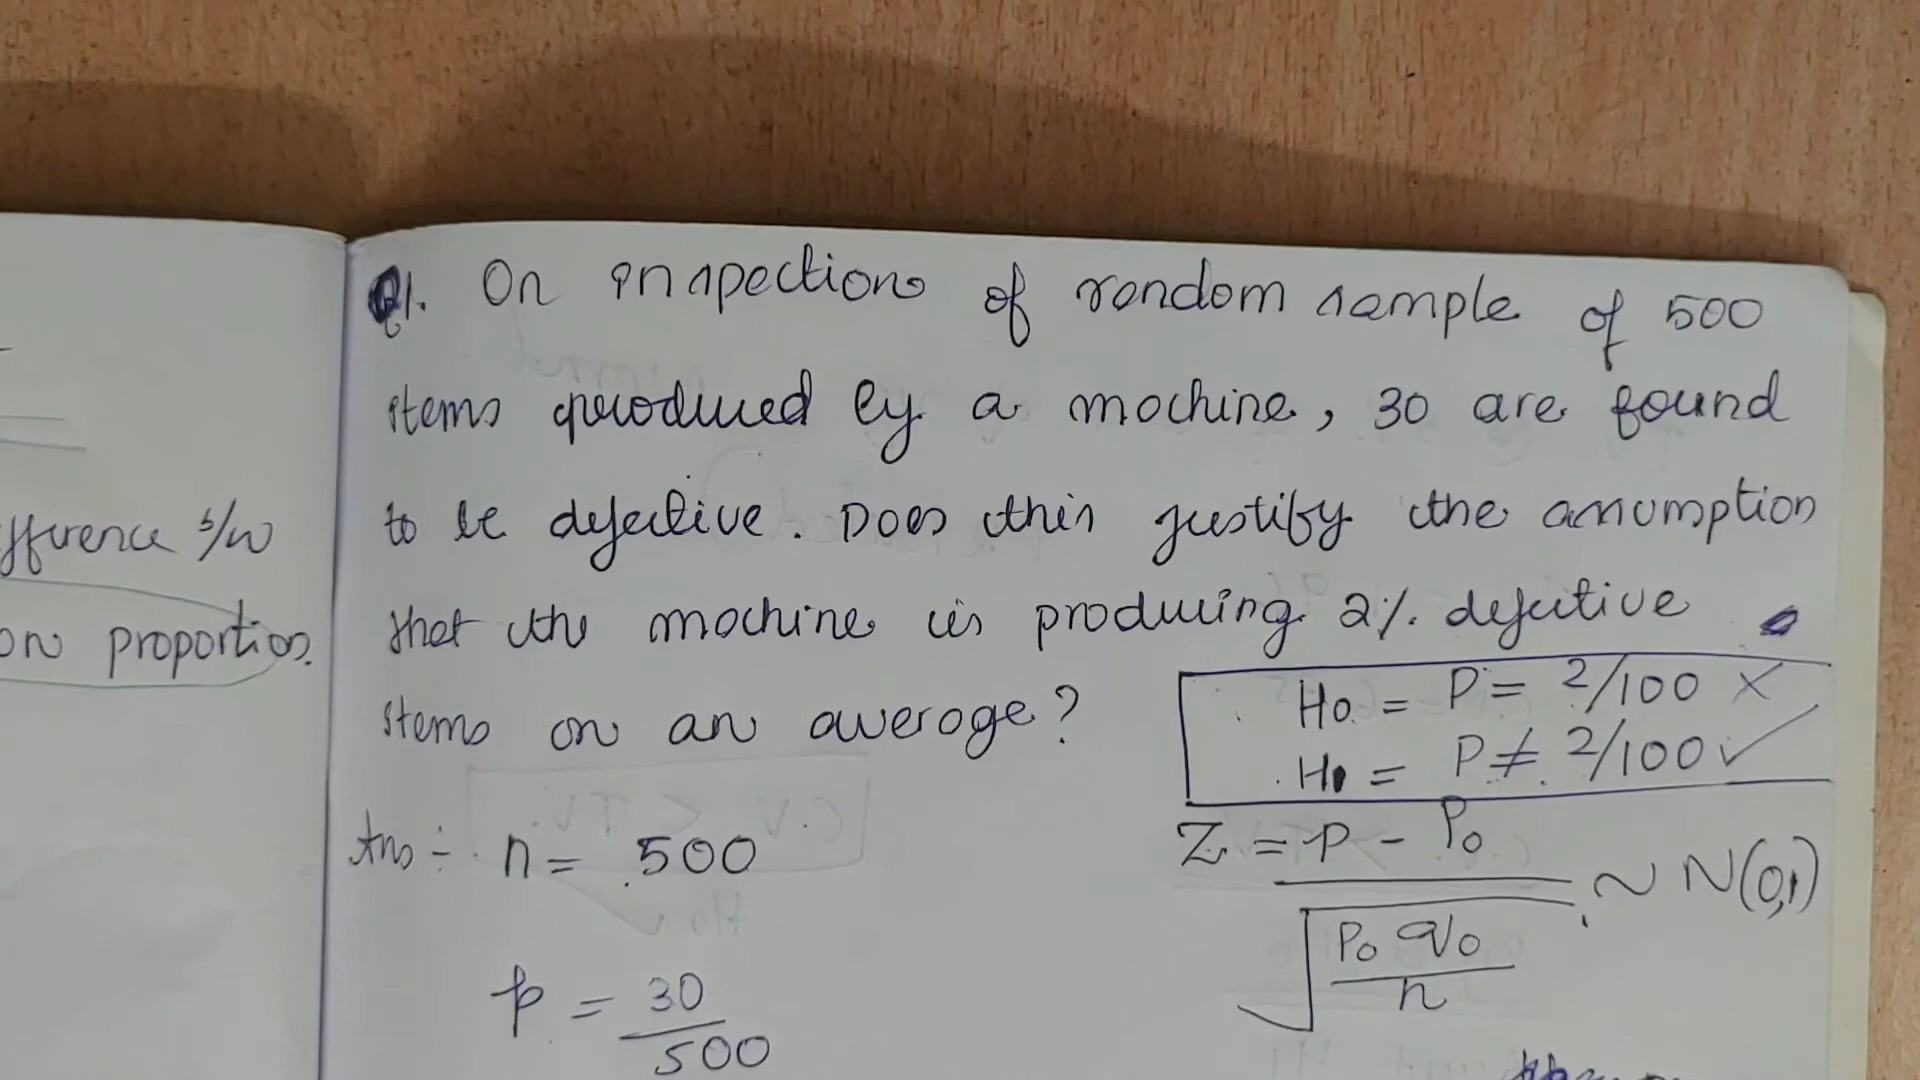 fference b/w
on proportion.
Q1. On inspection of random sample of 500
items produced by a machine, 30 are found
to be defective. Does this justify the assumption
that the machine is producing 2% defective
items on an average?
H0 = P = 2/100 ×
H1 = P ≠ 2/100 ✓
Ans ÷ n = 500
Z = p - P0 / √(P0 q0 / n) ~ N(0,1)
p = 30/500